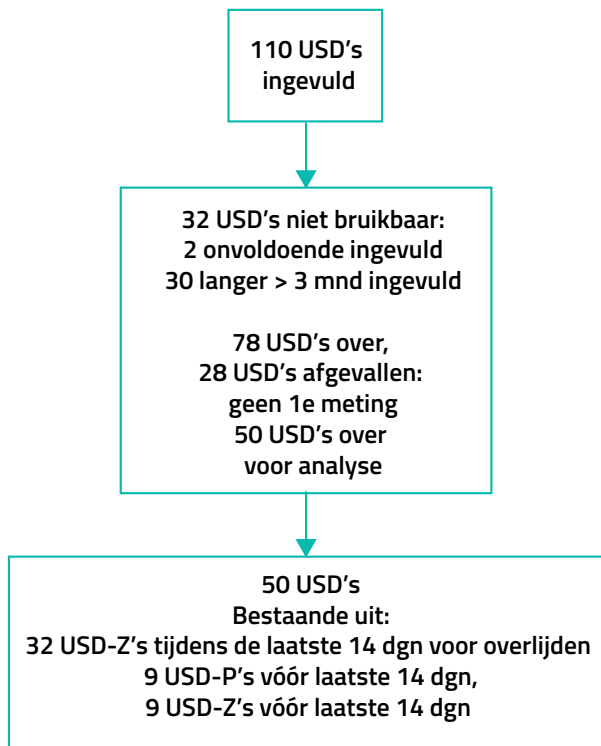 110 USD’s
ingevuld
32 USD’s niet bruikbaar:
2 onvoldoende ingevuld
30 langer > 3 mnd ingevuld
78 USD’s over,
28 USD’s afgevallen:
geen 1e meting
50 USD’s over
voor analyse
50 USD’s
Bestaande uit:
32 USD-Z’s tijdens de laatste 14 dgn voor overlijden
9 USD-P’s vóór laatste 14 dgn,
9 USD-Z’s vóór laatste 14 dgn